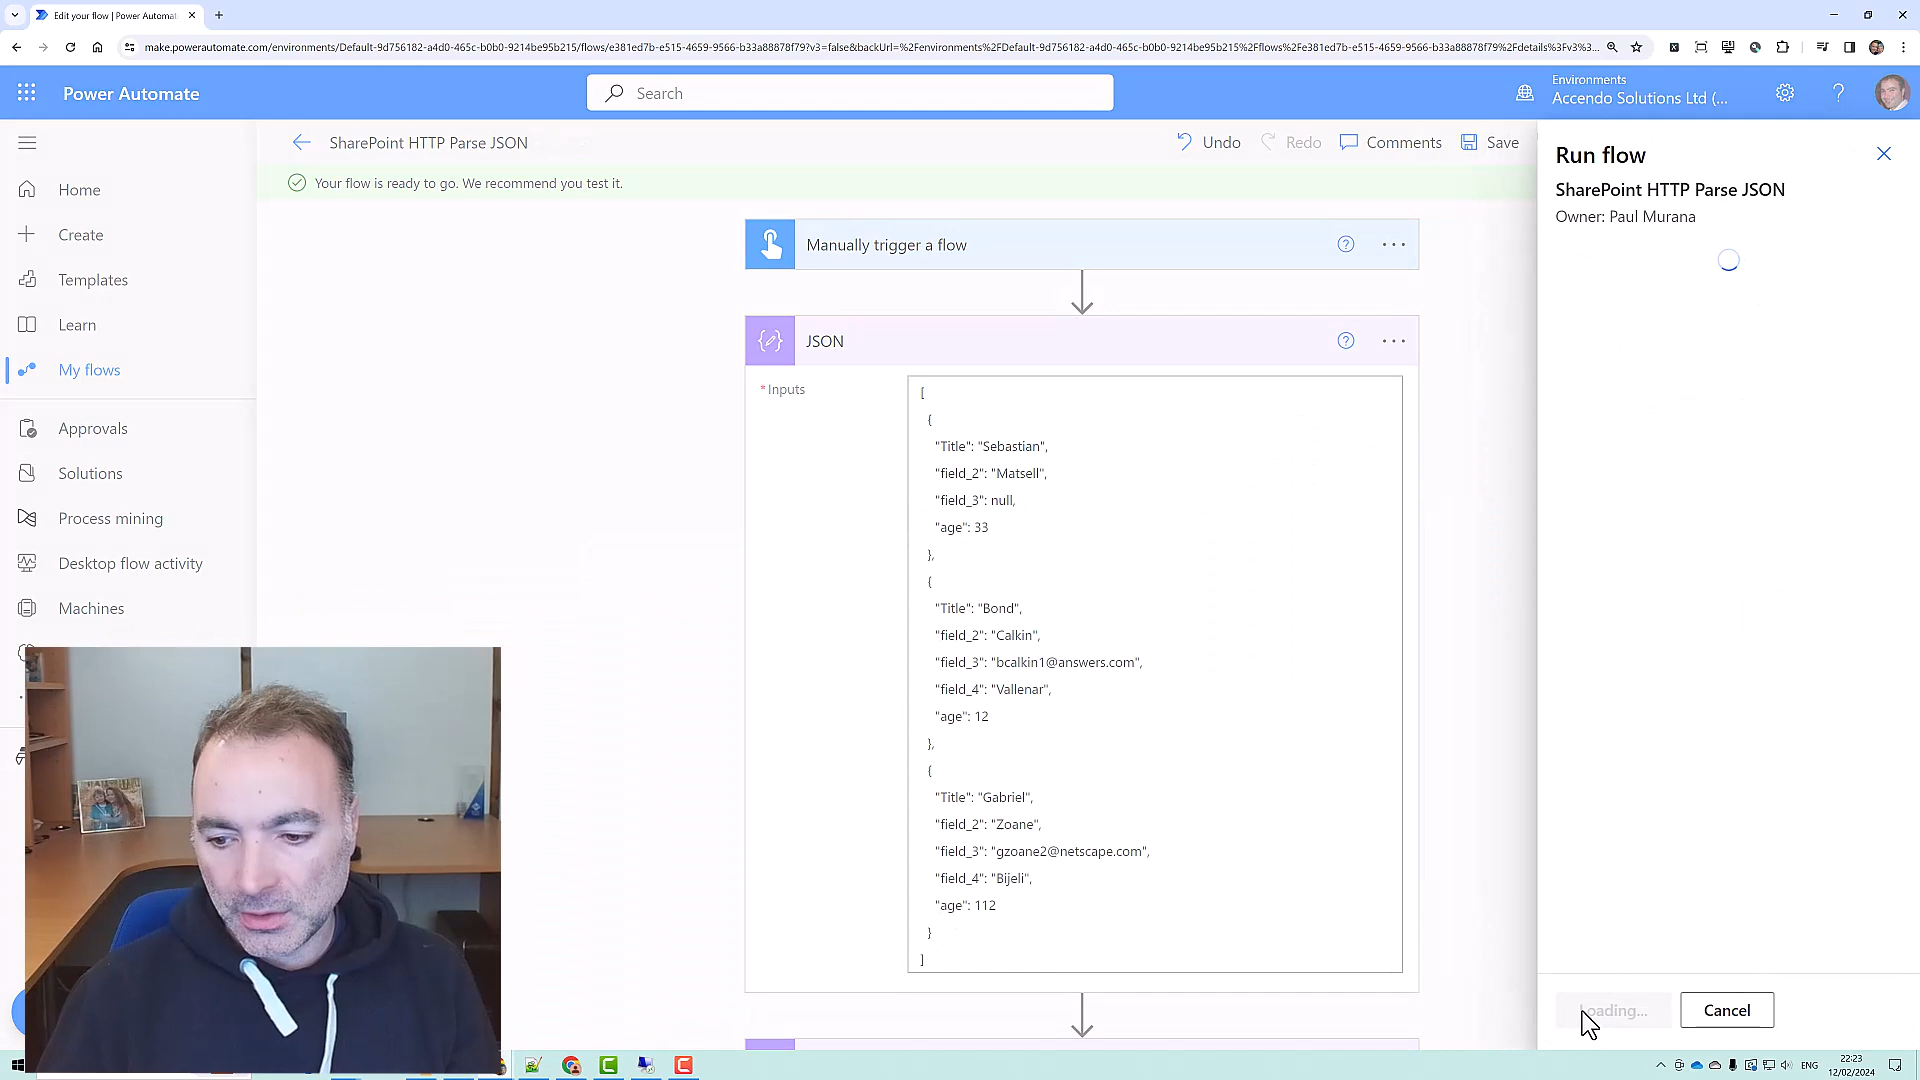 Edit your flow | Power Automate
make.powerautomate.com/environments/Default-9d756182-a4d0-465c-b0b0-9214be95b215/flows/e381ed7b-e515-4659-9566-b33a88878f79?v3=false&backUrl=%2Fenvironments%2FDefault-9d756182-a4d0-465c-b0b0-9214be95b215%2Fflows%2Fe381ed7b-e515-4659-9566-b33a88878f79%2Fdetails%3Fv3%3...
Power Automate
Search
Environments
Accendo Solutions Ltd (...
SharePoint HTTP Parse JSON
Undo
Redo
Comments
Save
Your flow is ready to go. We recommend you test it.
Home
Create
Templates
Learn
My flows
Approvals
Solutions
Process mining
Desktop flow activity
Machines
Manually trigger a flow
JSON
* Inputs
[
{
"Title": "Sebastian",
"field_2": "Matsell",
"field_3": null,
"age": 33
},
{
"Title": "Bond",
"field_2": "Calkin",
"field_3": "bcalkin1@answers.com",
"field_4": "Vallenar",
"age": 12
},
{
"Title": "Gabriel",
"field_2": "Zoane",
"field_3": "gzoane2@netscape.com",
"field_4": "Bijeli",
"age": 112
}
]
Run flow
SharePoint HTTP Parse JSON
Owner: Paul Murana
Loading...
Cancel
ENG
22:23
12/02/2024